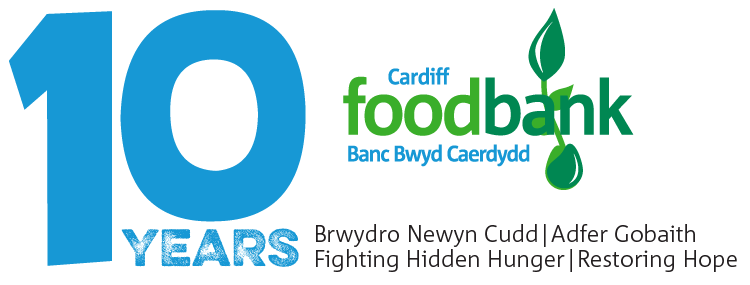 10
YEARS
Cardiff
foodbank
Banc Bwyd Caerdydd
Brwydro Newyn Cudd|Adfer Gobaith
Fighting Hidden Hunger|Restoring Hope